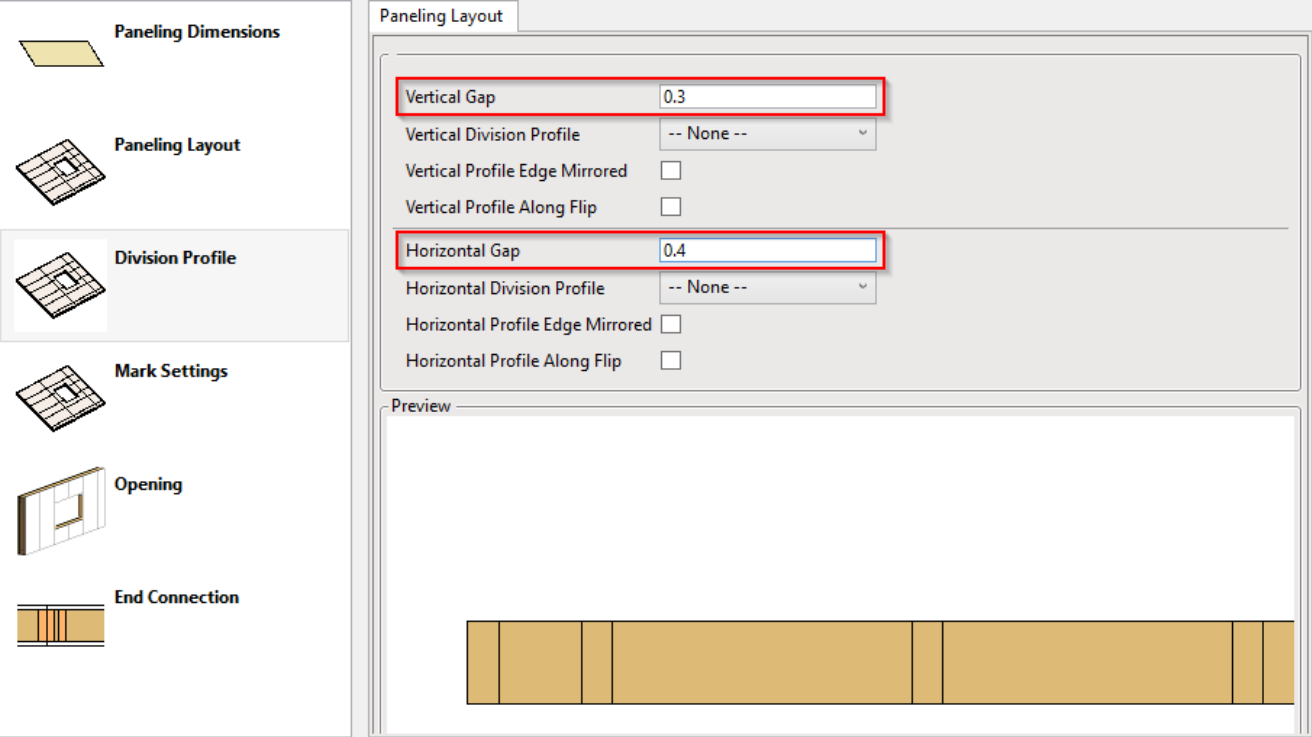 Paneling Dimensions
Paneling Layout
Division Profile
Mark Settings
Opening
End Connection
Paneling Layout
Vertical Gap 0.3
Vertical Division Profile -- None --
Vertical Profile Edge Mirrored
Vertical Profile Along Flip
Horizontal Gap 0.4
Horizontal Division Profile -- None --
Horizontal Profile Edge Mirrored
Horizontal Profile Along Flip
Preview